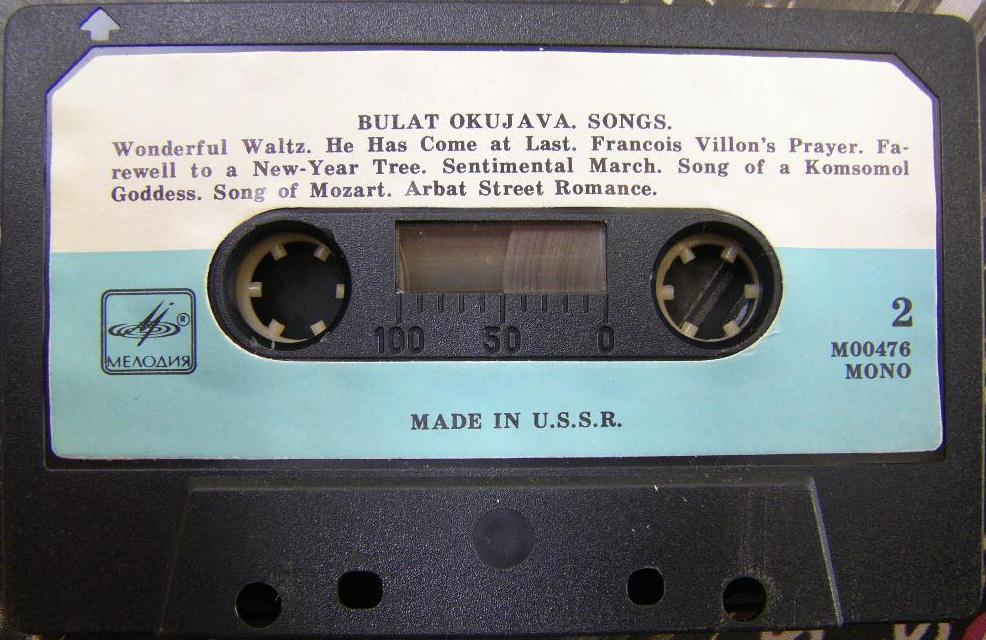 BULAT OKUJAVA. SONGS.
Wonderful Waltz. He Has Come at Last. Francois Villon's Prayer. Fa-
rewell to a New-Year Tree. Sentimental March. Song of a Komsomol
Goddess. Song of Mozart. Arbat Street Romance.
®
МЕЛОДИЯ
100 50 0
2
M00476
MONO
MADE IN U.S.S.R.